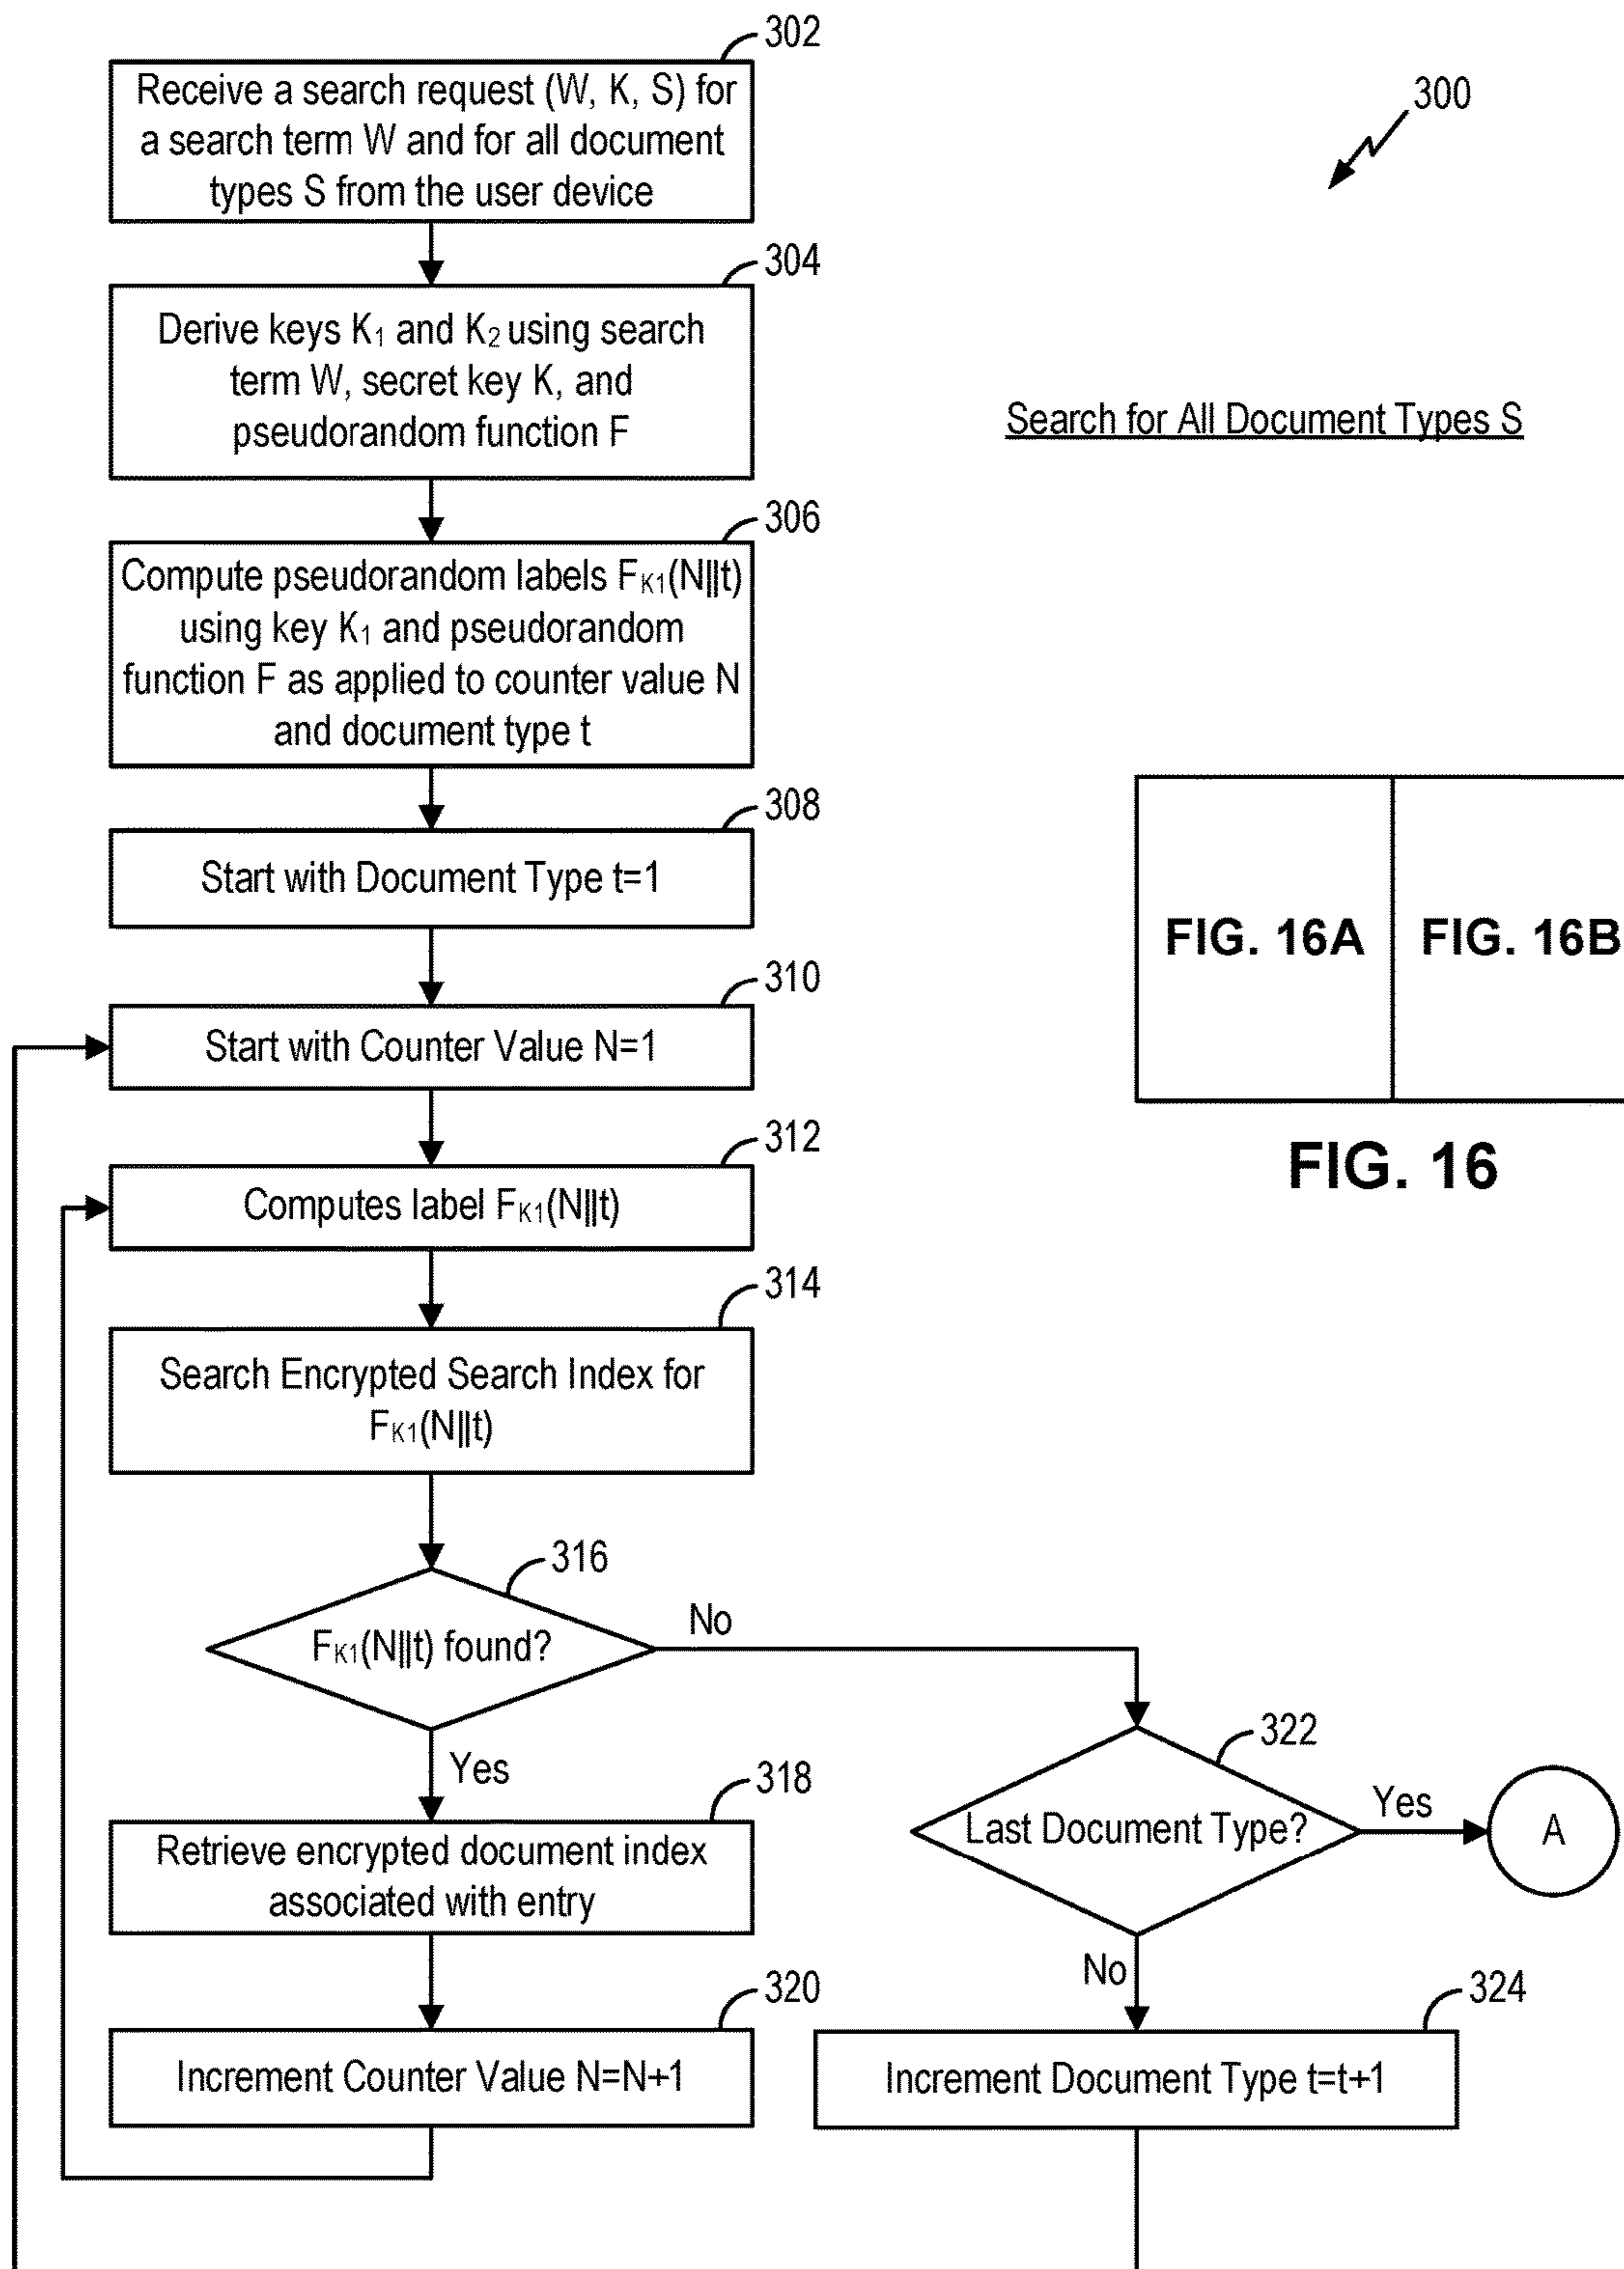 302
Receive a search request (W, K, S) for
a search term W and for all document
types S from the user device
300
304
Derive keys K₁ and K₂ using search
term W, secret key K, and
pseudorandom function F
Search for All Document Types S
306
Compute pseudorandom labels F_K1(N||t)
using key K₁ and pseudorandom
function F as applied to counter value N
and document type t
308
Start with Document Type t=1
FIG. 16A
FIG. 16B
310
Start with Counter Value N=1
FIG. 16
312
Computes label F_K1(N||t)
314
Search Encrypted Search Index for
F_K1(N||t)
316
F_K1(N||t) found?
No
Yes
322
Last Document Type?
Yes
A
318
Retrieve encrypted document index
associated with entry
No
320
Increment Counter Value N=N+1
324
Increment Document Type t=t+1